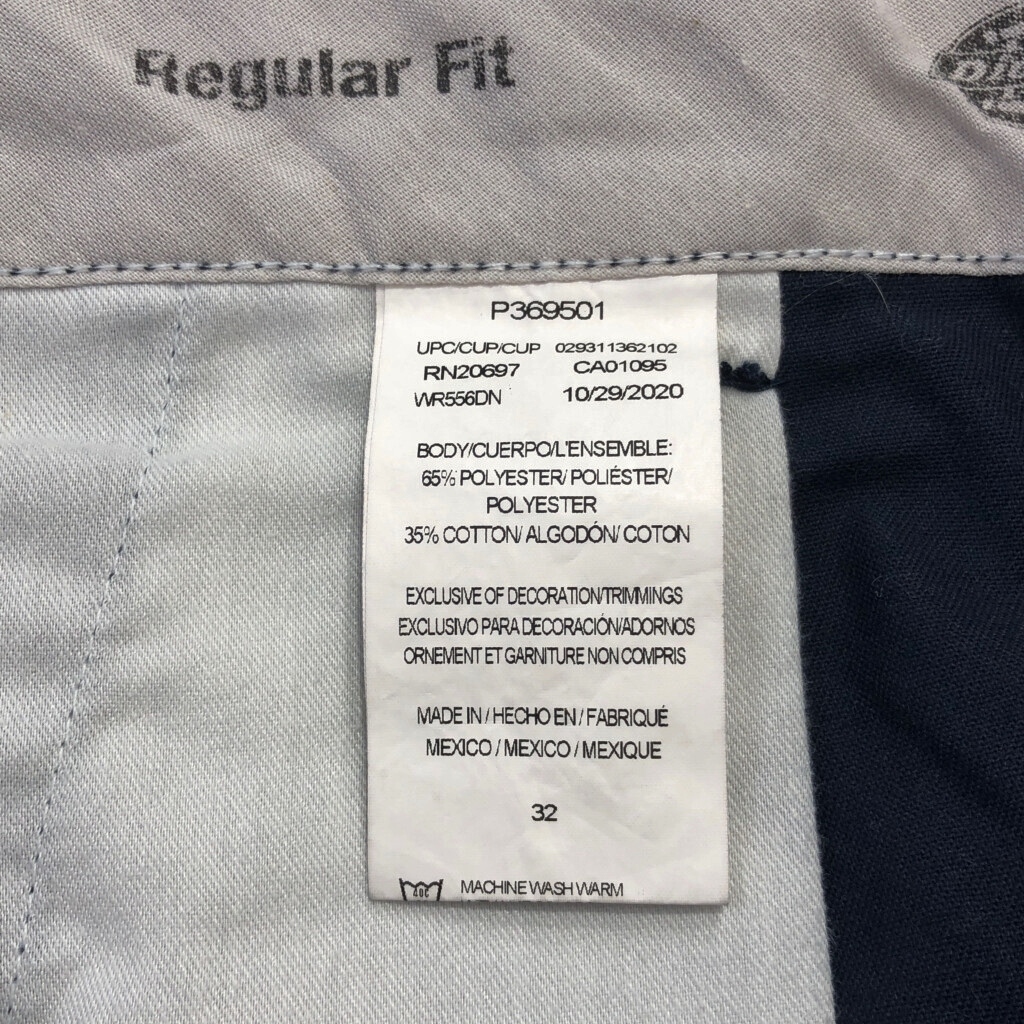 Regular Fit
P369501
UPC/CUP/CUP 029311362102
RN20697 CA01095
WR556DN 10/29/2020
BODY/CUERPO/L'ENSEMBLE:
65% POLYESTER/ POLIÉSTER/
POLYESTER
35% COTTON/ ALGODÓN/ COTON
EXCLUSIVE OF DECORATION/TRIMMINGS
EXCLUSIVO PARA DECORACIÓN/ADORNOS
ORNEMENT ET GARNITURE NON COMPRIS
MADE IN / HECHO EN / FABRIQUÉ
MEXICO / MEXICO / MEXIQUE
32
MACHINE WASH WARM